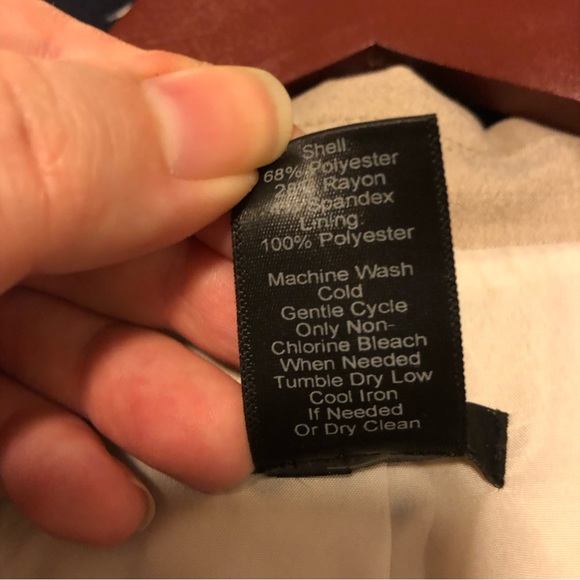 Shell:
68% Polyester
28% Rayon
4% Spandex
Lining:
100% Polyester
Machine Wash
Cold
Gentle Cycle
Only Non-
Chlorine Bleach
When Needed
Tumble Dry Low
Cool Iron
If Needed
Or Dry Clean